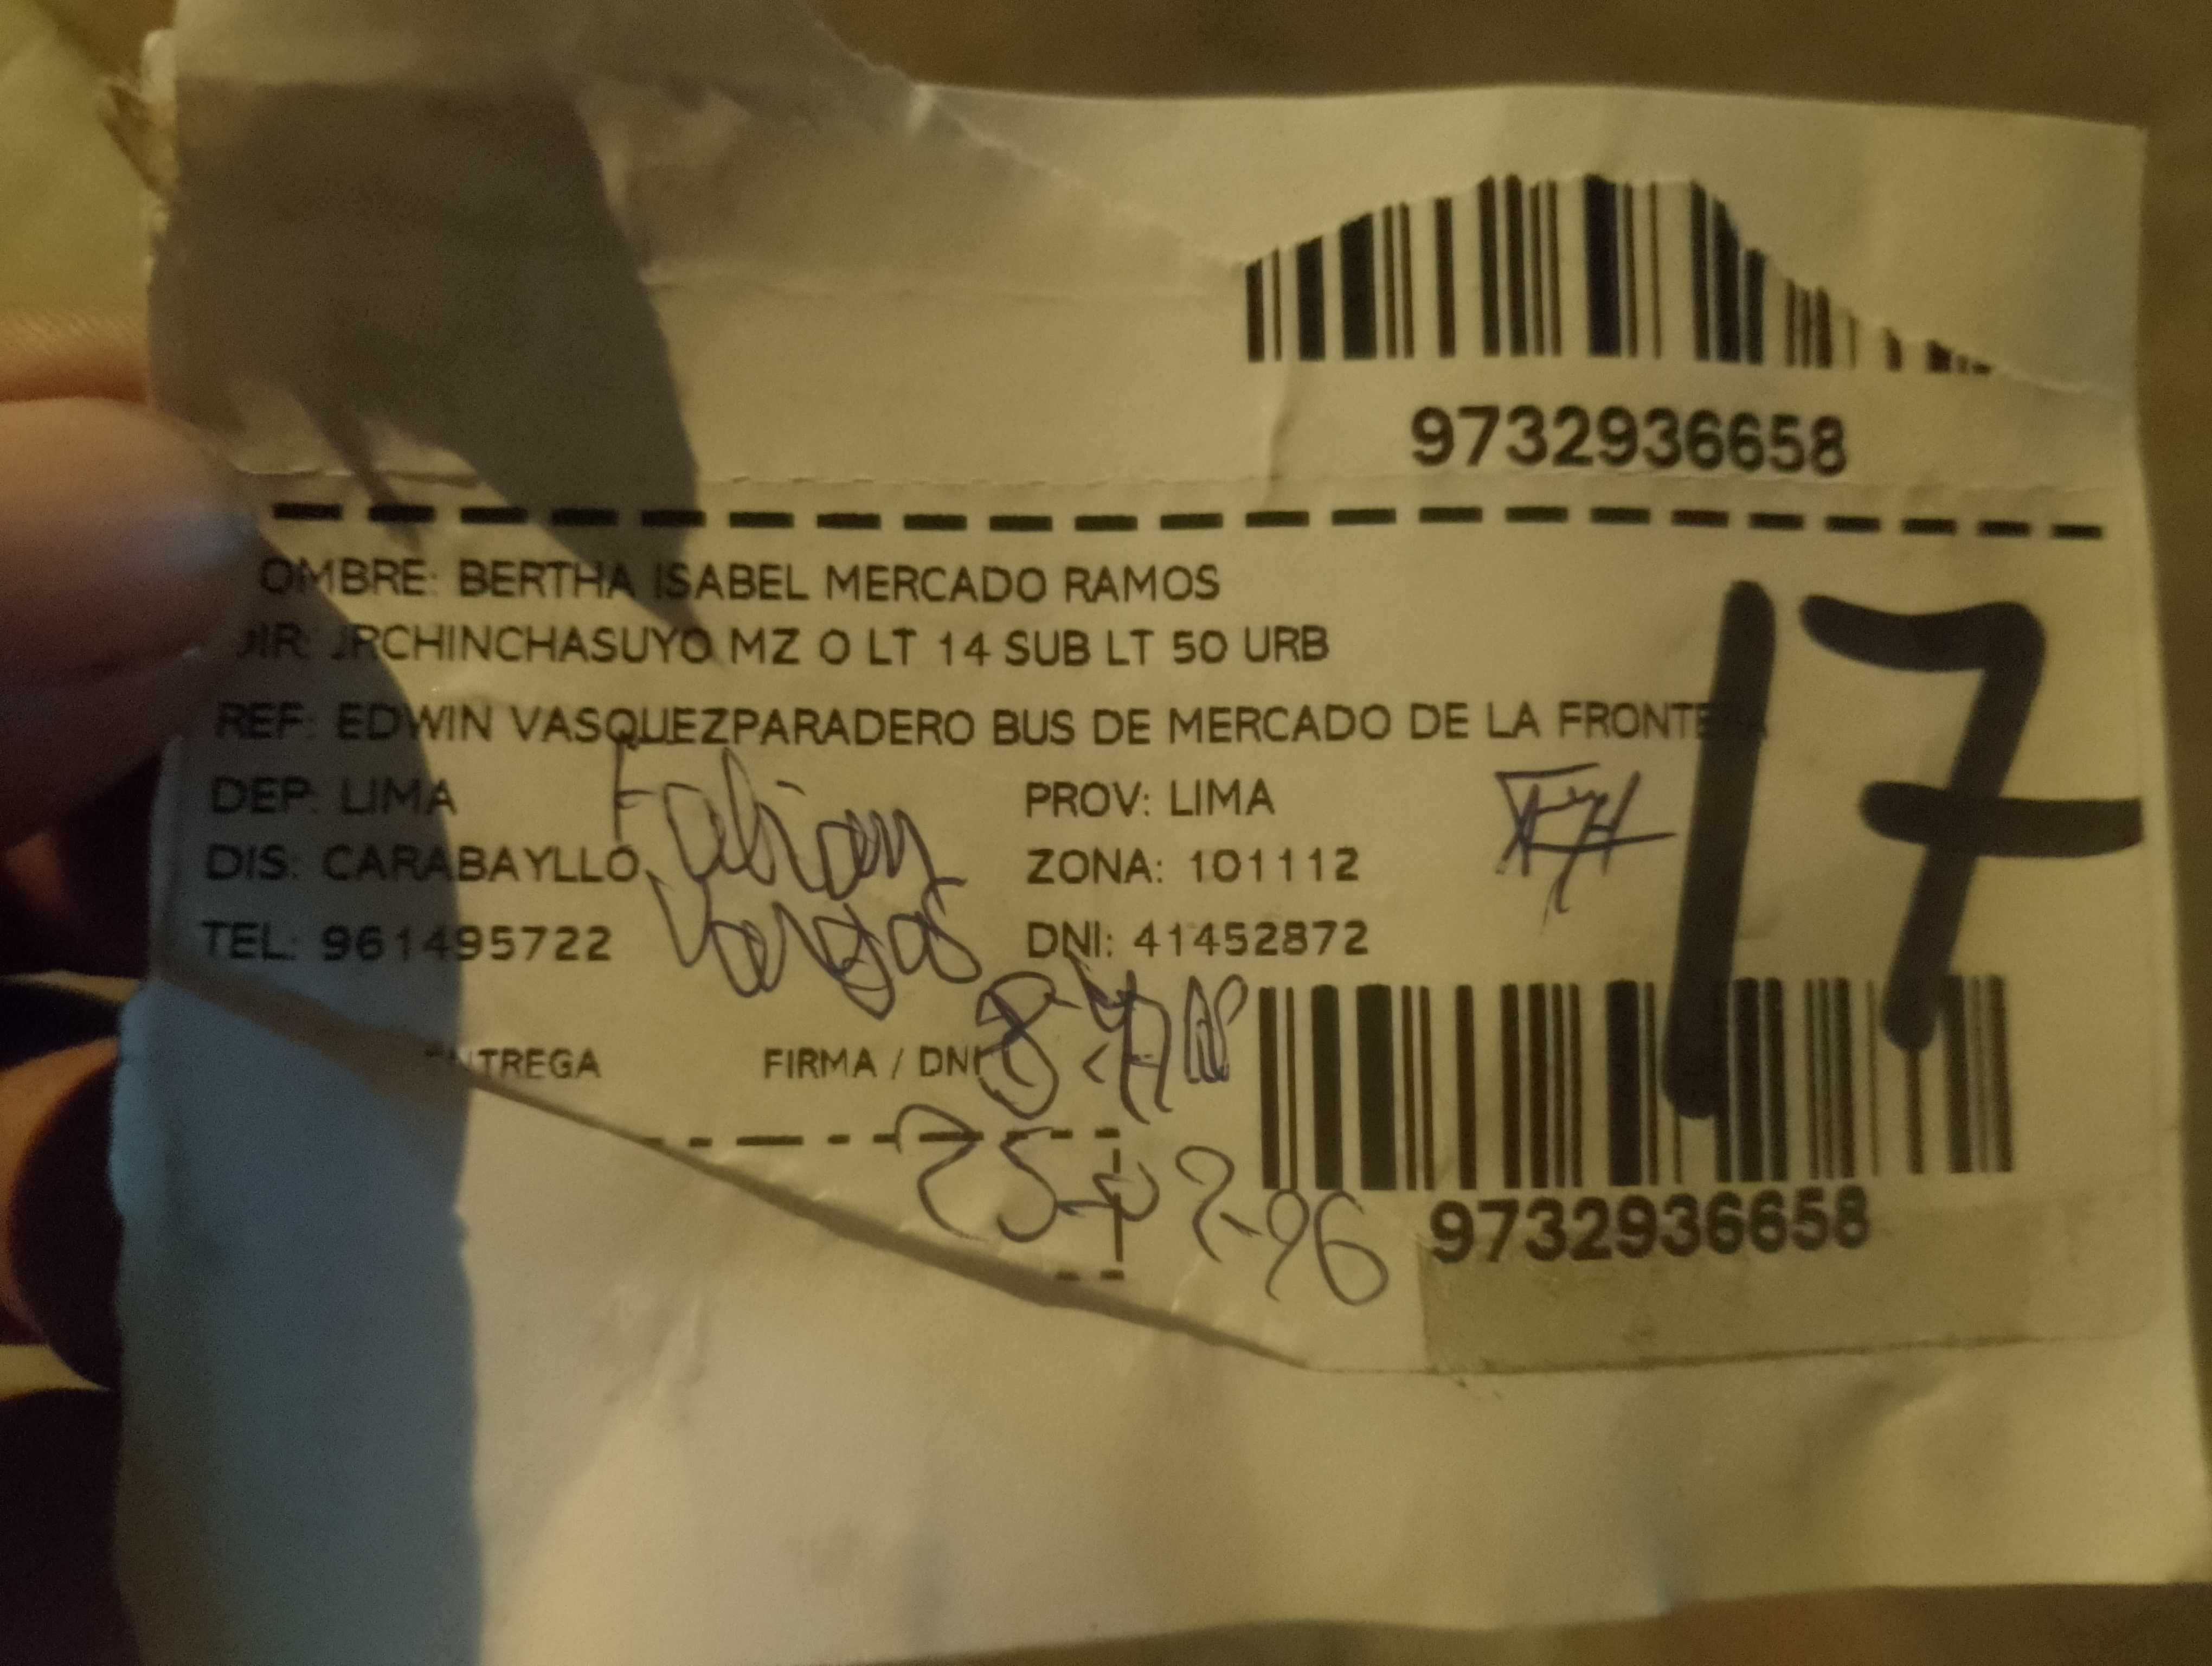 9732936658
OMBRE: BERTHA ISABEL MERCADO RAMOS
DIR: JRCHINCHASUYO MZ O LT 14 SUB LT 50 URB
REF: EDWIN VASQUEZPARADERO BUS DE MERCADO DE LA FRONTE
17
DEP: LIMA PROV: LIMA
Fabian
DIS: CARABAYLLO ZONA: 101112
Vargas
TEL: 961495722 DNI: 41452872
NTREGA FIRMA / DNI
9732936658